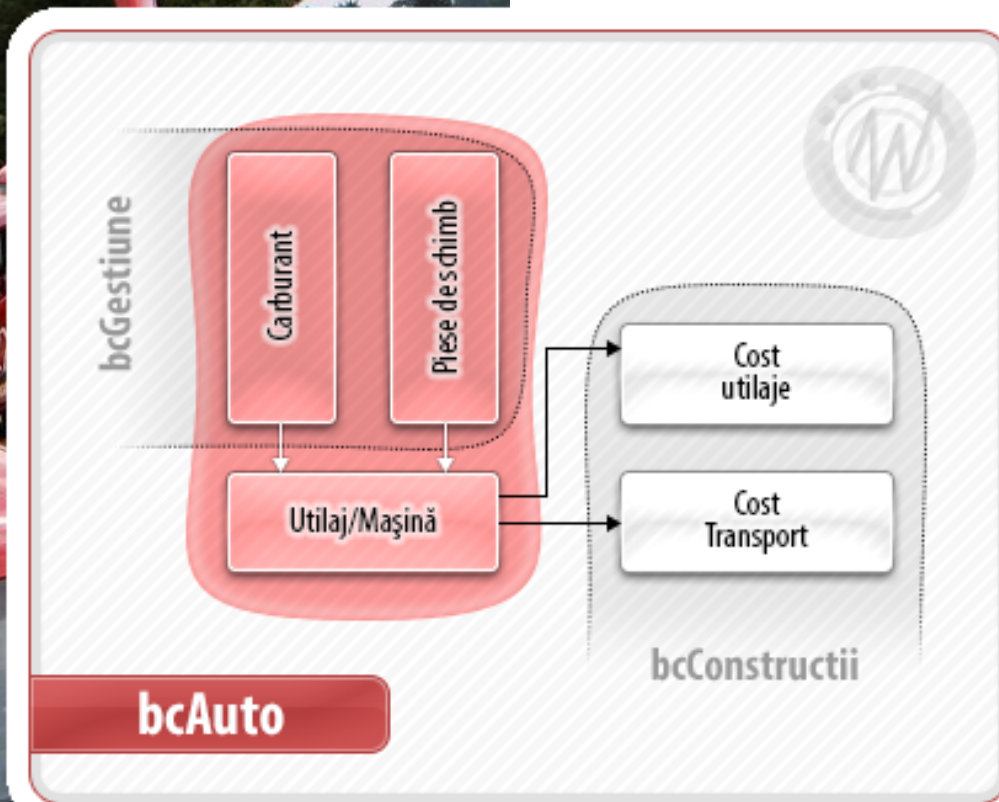 bcGestiune
Carburant
Piese de schimb
Utilaj/Maşină
Cost
utilaje
Cost
Transport
bcConstructii
bcAuto